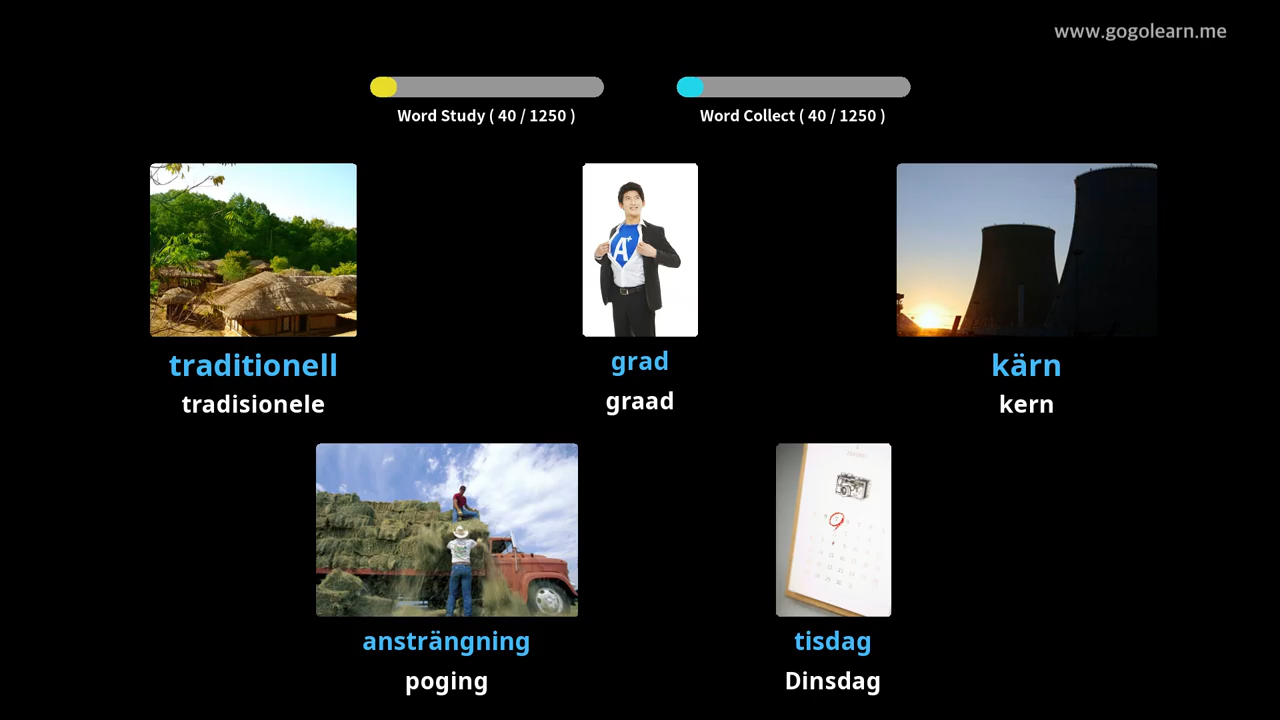 www.gogolearn.me
Word Study ( 40 / 1250 )
Word Collect ( 40 / 1250 )
A+
traditionell
tradisionele
grad
graad
kärn
kern
ansträngning
poging
tisdag
Dinsdag